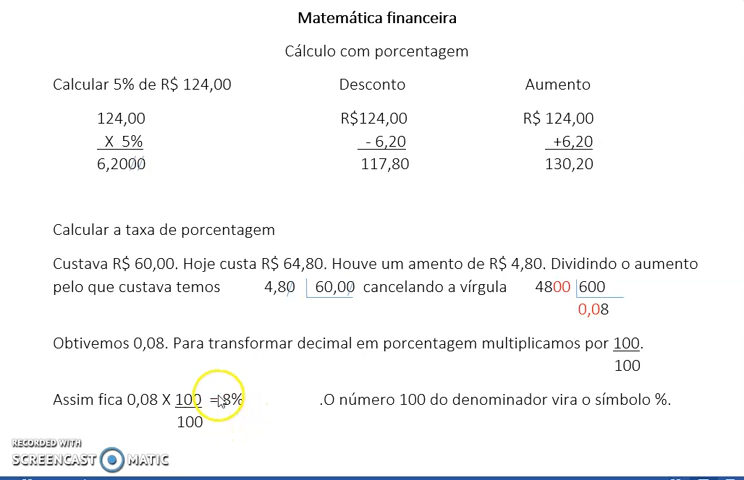 Matemática financeira
Cálculo com porcentagem
Calcular 5% de R$ 124,00 Desconto Aumento
124,00 R$124,00 R$ 124,00
X 5% - 6,20 +6,20
6,2000 117,80 130,20
Calcular a taxa de porcentagem
Custava R$ 60,00. Hoje custa R$ 64,80. Houve um amento de R$ 4,80. Dividindo o aumento
pelo que custava temos 4,80 60,00 cancelando a vírgula 4800 600
0,08
Obtivemos 0,08. Para transformar decimal em porcentagem multiplicamos por 100.
100
Assim fica 0,08 X 100 = 8% .O número 100 do denominador vira o símbolo %.
100
RECORDED WITH
SCREENCAST MATIC